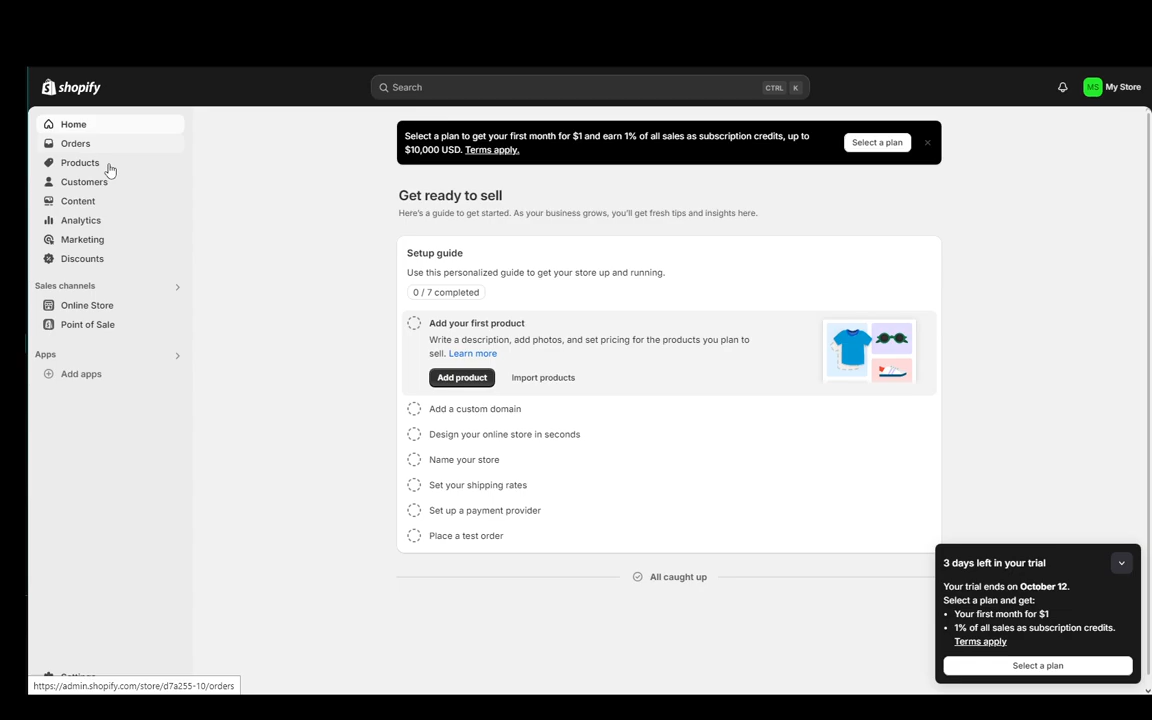 shopify
Search
CTRL K
MS My Store
Home
Orders
Products
Customers
Content
Analytics
Marketing
Discounts
Sales channels
Online Store
Point of Sale
Apps
Add apps
Settings
https://admin.shopify.com/store/d7a255-10/orders
Select a plan to get your first month for $1 and earn 1% of all sales as subscription credits, up to
$10,000 USD. Terms apply.
Select a plan
Get ready to sell
Here's a guide to get started. As your business grows, you'll get fresh tips and insights here.
Setup guide
Use this personalized guide to get your store up and running.
0 / 7 completed
Add your first product
Write a description, add photos, and set pricing for the products you plan to
sell. Learn more
Add product
Import products
Add a custom domain
Design your online store in seconds
Name your store
Set your shipping rates
Set up a payment provider
Place a test order
All caught up
3 days left in your trial
Your trial ends on October 12.
Select a plan and get:
• Your first month for $1
• 1% of all sales as subscription credits.
Terms apply
Select a plan